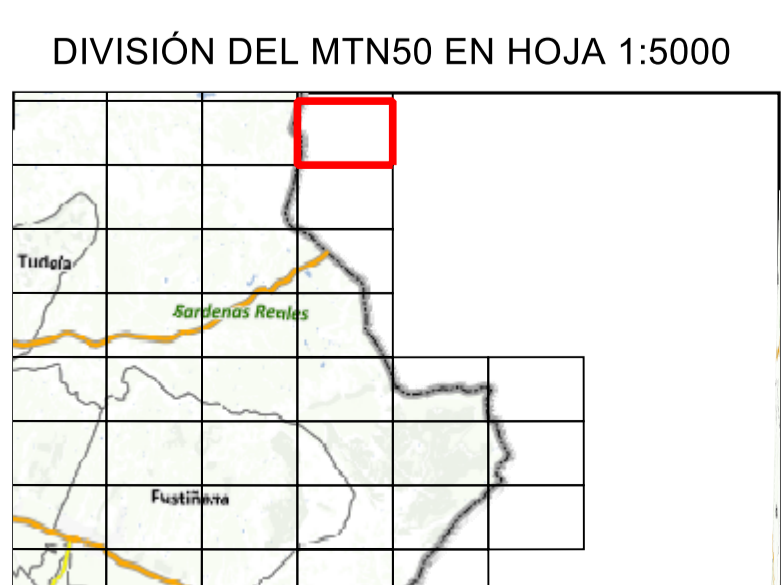 DIVISIÓN DEL MTN50 EN HOJA 1:5000
Tudela
Bardenas Reales
Fustiñana